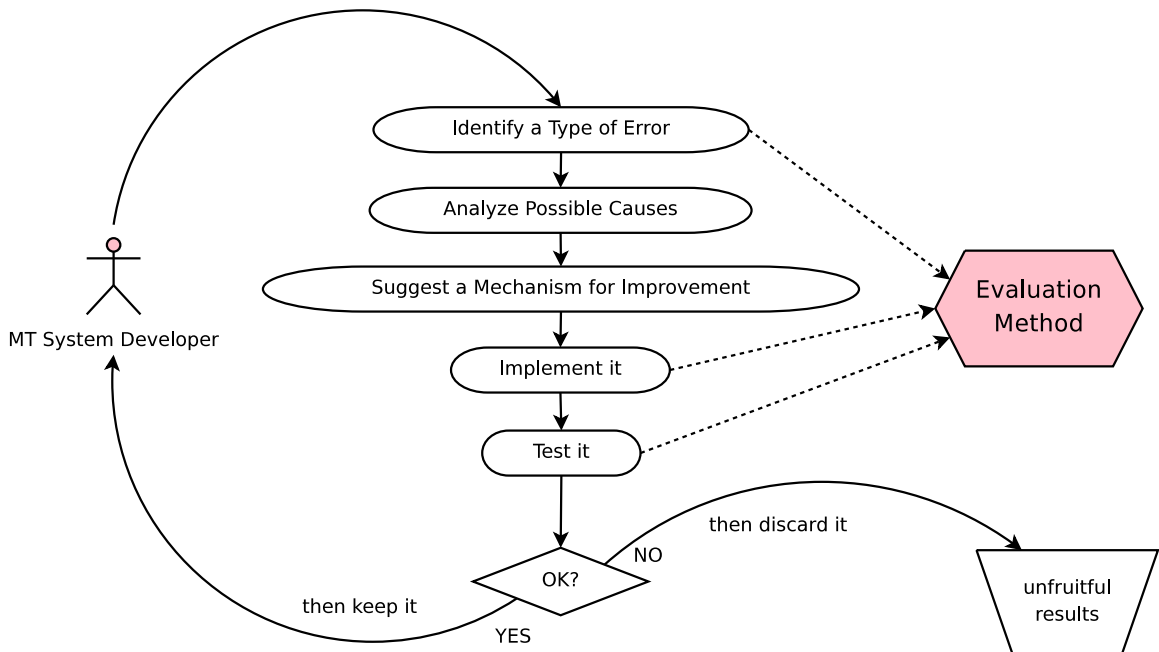 Identify a Type of Error
Analyze Possible Causes
Suggest a Mechanism for Improvement
Evaluation
Method
MT System Developer
Implement it
Test it
then discard it
NO
OK?
unfruitful
results
then keep it
YES